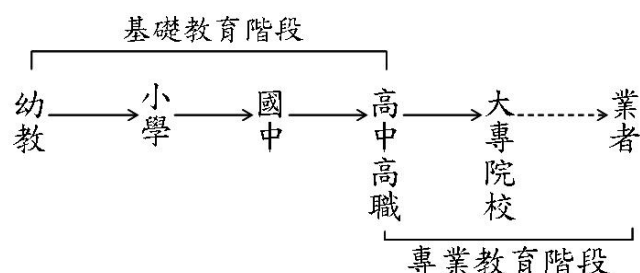 基礎教育階段
幼教
小學
國中
高中高職
大專院校
業者
專業教育階段